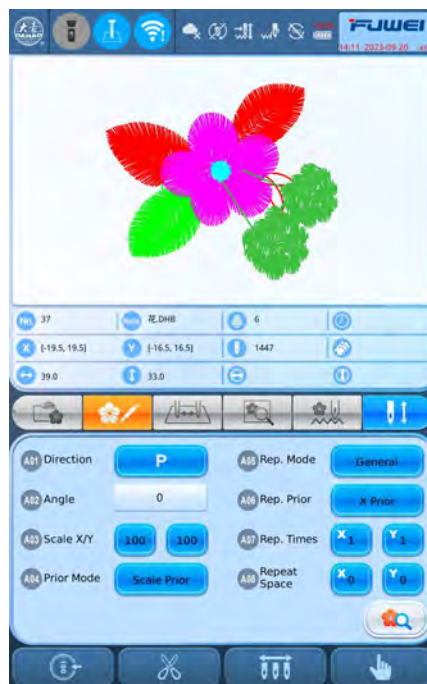 FUWEI
14:11 2023-09-20
No. 37
Name 花.DHB
6
X (-19.5, 19.5)
Y (-16.5, 16.5)
1447
39.0
33.0
A01 Direction
P
A05 Rep. Mode
General
A02 Angle
0
A06 Rep. Prior
X Prior
A03 Scale X/Y
100 100
A07 Rep. Times
X 1 Y 1
A04 Prior Mode
Scale Prior
A08 Repeat
Space
X 0 Y 0